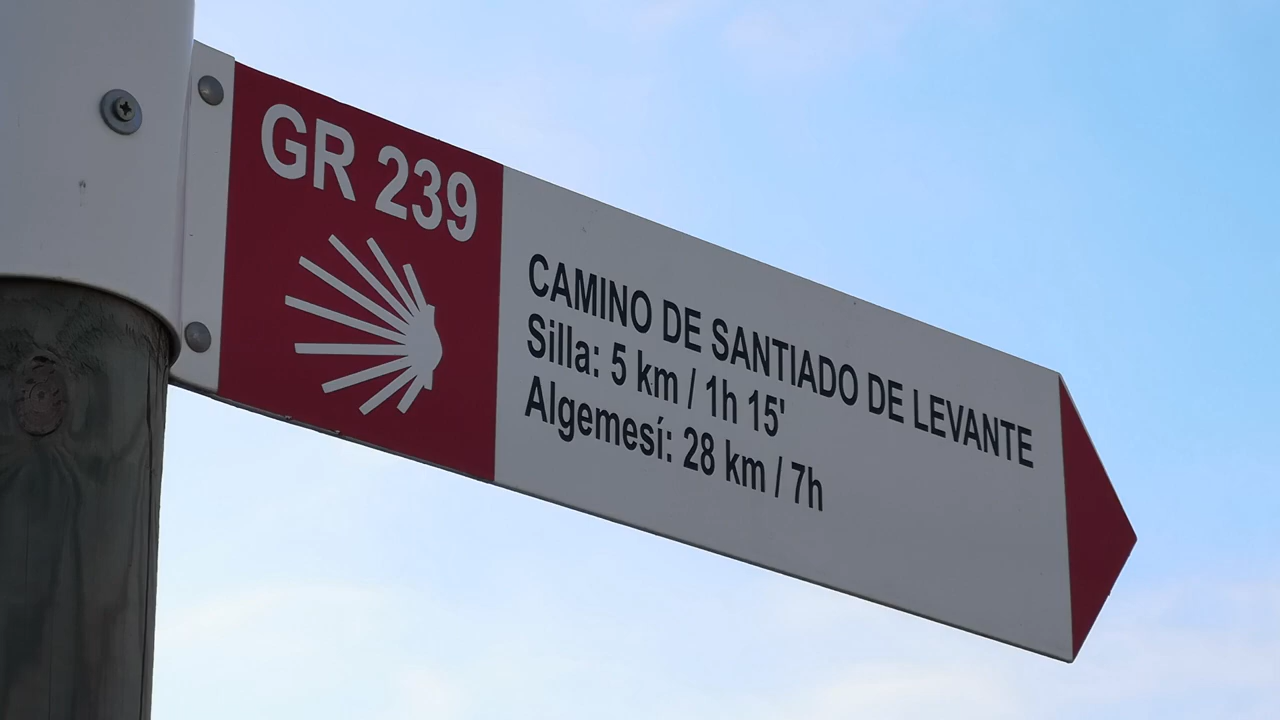 GR 239
CAMINO DE SANTIADO DE LEVANTE
Silla: 5 km / 1h 15'
Algemesí: 28 km / 7h